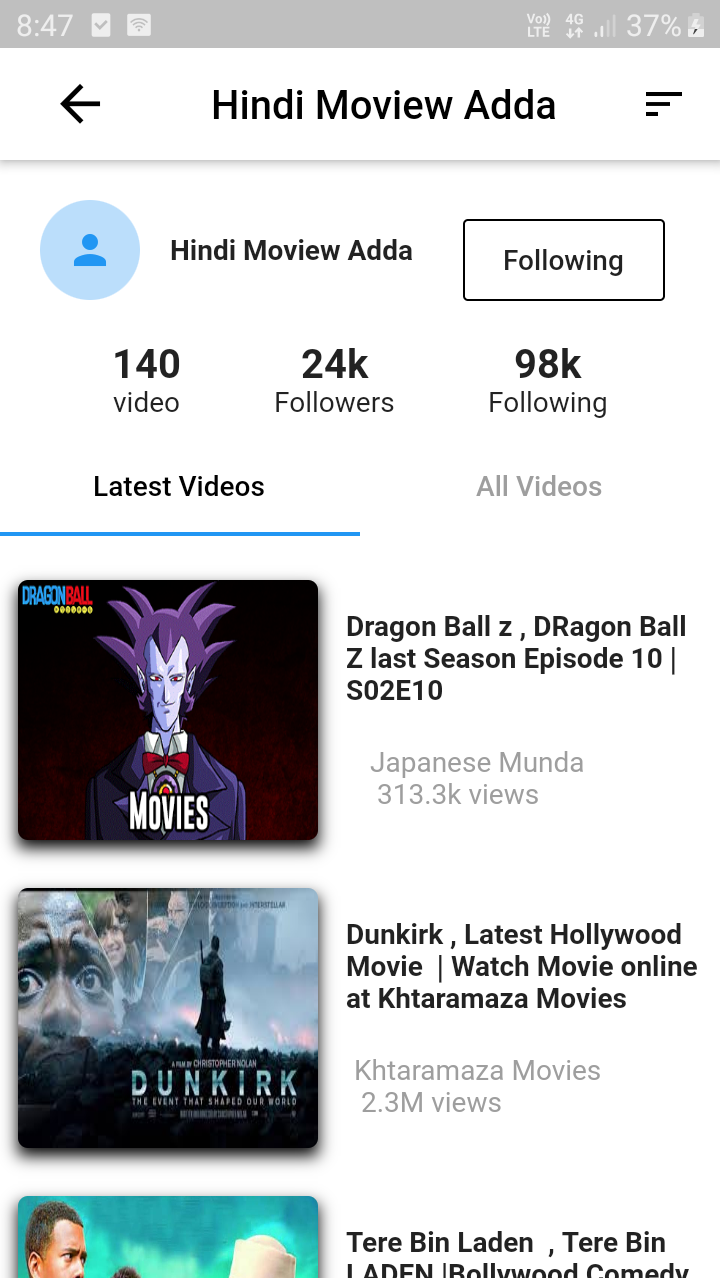 8:47
Vo)) LTE 4G 37%
Hindi Moview Adda
Hindi Moview Adda
Following
140 24k 98k
video Followers Following
Latest Videos All Videos
DRAGONBALL
MOVIES
Dragon Ball z , DRagon Ball
Z last Season Episode 10 |
S02E10
Japanese Munda
313.3k views
A FILM BY CHRISTOPHER NOLAN
DUNKIRK
THE EVENT THAT SHAPED OUR WORLD
Dunkirk , Latest Hollywood
Movie | Watch Movie online
at Khtaramaza Movies
Khtaramaza Movies
2.3M views
Tere Bin Laden , Tere Bin
LADEN |Bollywood Comedy